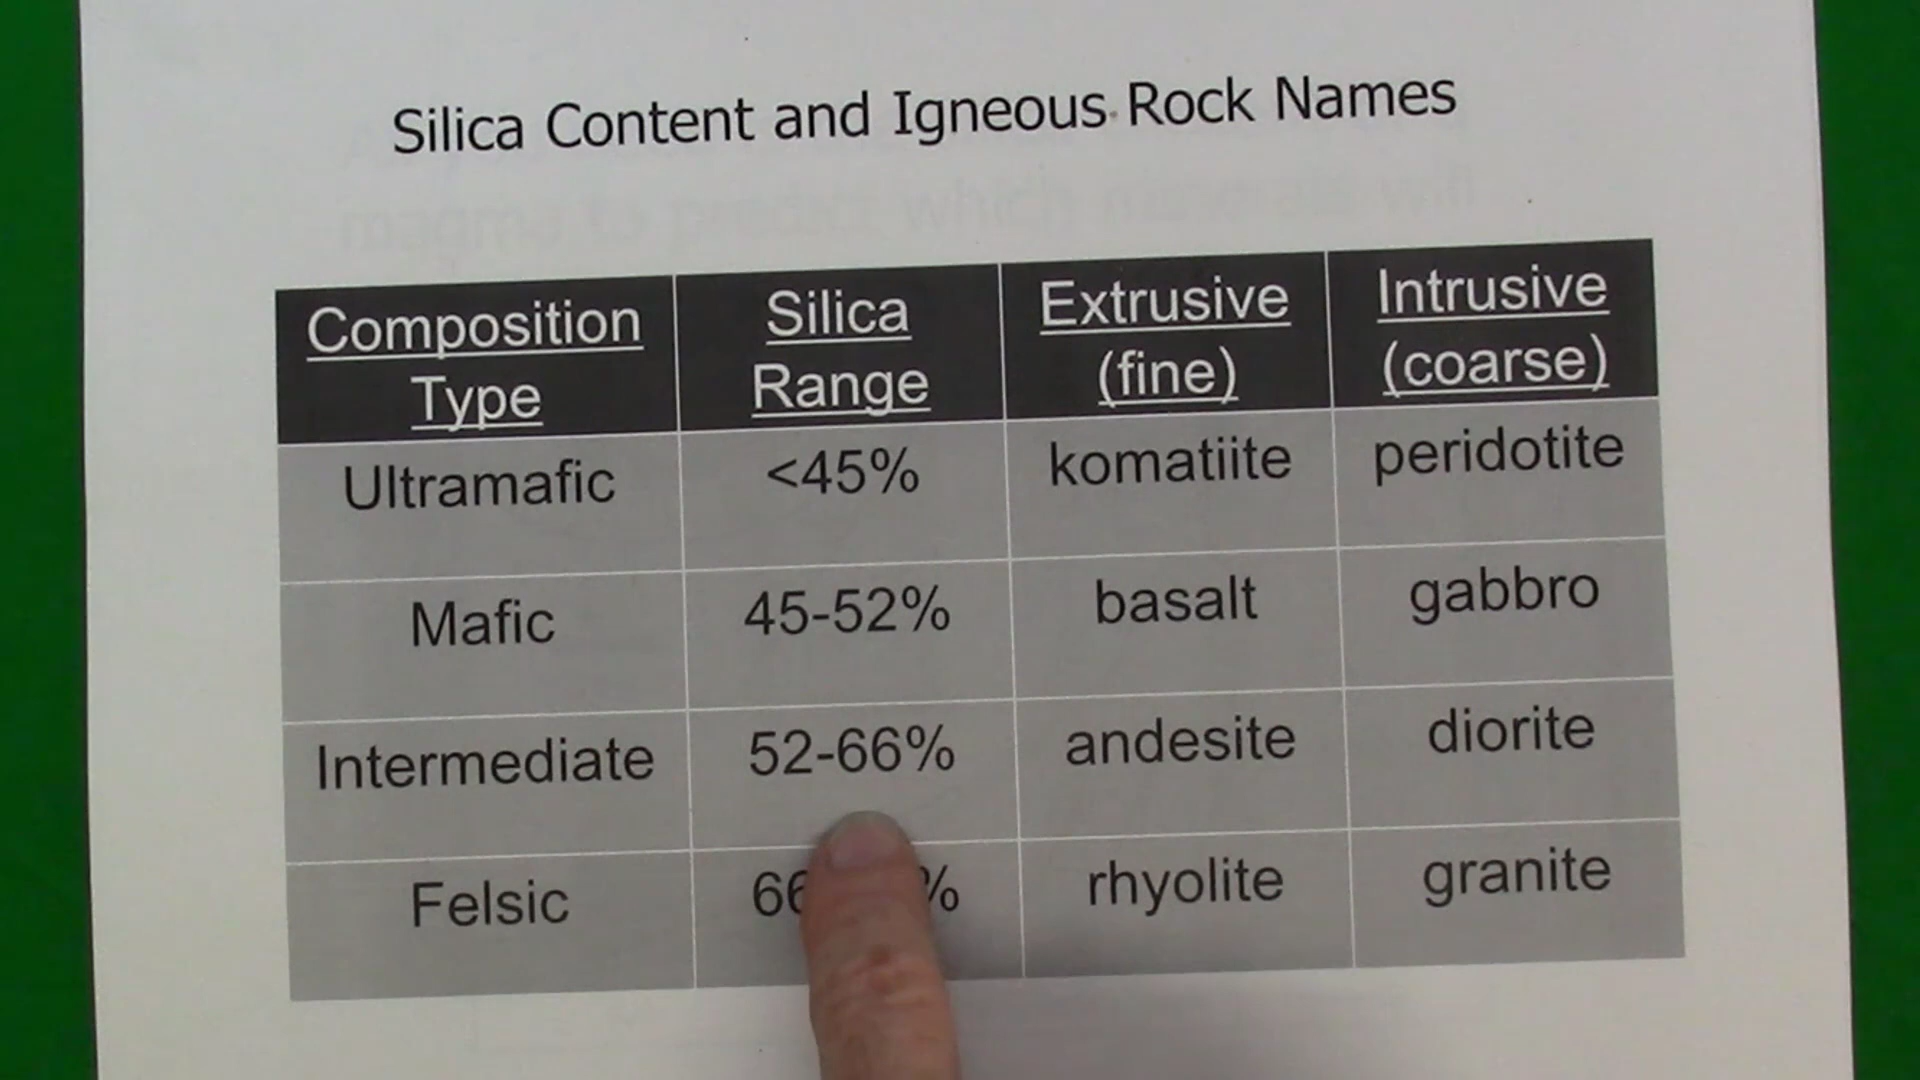 Silica Content and Igneous Rock Names
Composition Type
Silica Range
Extrusive (fine)
Intrusive (coarse)
Ultramafic
<45%
komatiite
peridotite
Mafic
45-52%
basalt
gabbro
Intermediate
52-66%
andesite
diorite
Felsic
rhyolite
granite